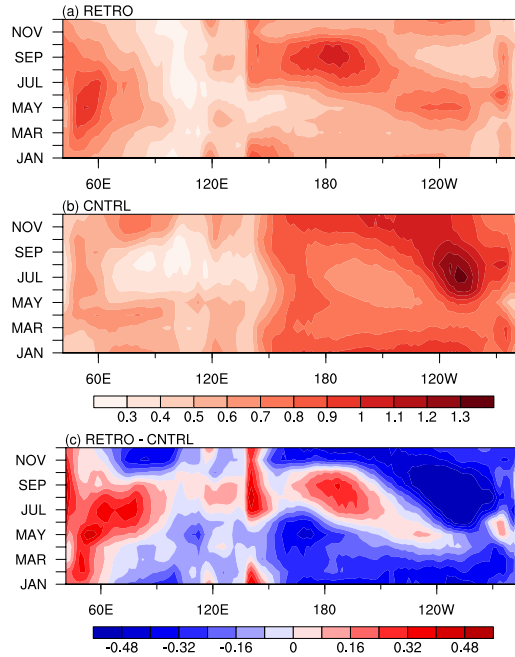 (a) RETRO
NOV
SEP
JUL
MAY
MAR
JAN
60E 120E 180 120W
(b) CNTRL
NOV
SEP
JUL
MAY
MAR
JAN
60E 120E 180 120W
0.3 0.4 0.5 0.6 0.7 0.8 0.9 1 1.1 1.2 1.3
(c) RETRO - CNTRL
NOV
SEP
JUL
MAY
MAR
JAN
60E 120E 180 120W
-0.48 -0.32 -0.16 0 0.16 0.32 0.48